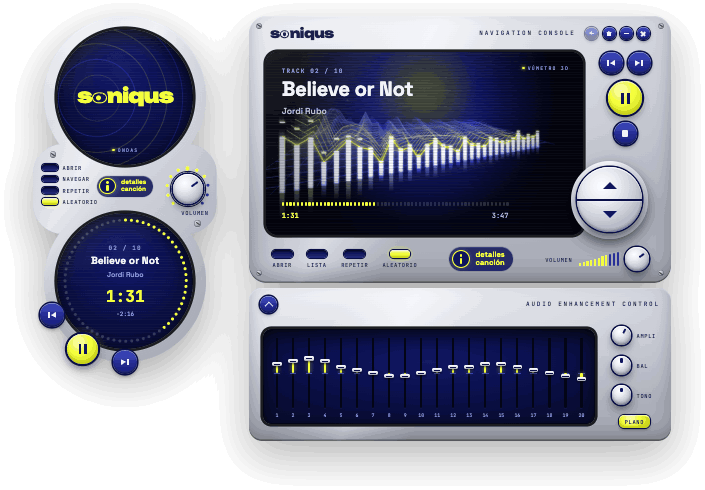 soniqus
ONDAS
ABRIR
NAVEGAR
REPETIR
ALEATORIO
detalles
canción
VOLUMEN
02 / 10
Believe or Not
Jordi Rubo
1:31
-2:16
soniqus
NAVIGATION CONSOLE
TRACK 02 / 10
VÚMETRO 3D
Believe or Not
Jordi Rubo
1:31
3:47
ABRIR
LISTA
REPETIR
ALEATORIO
detalles
canción
VOLUMEN
AUDIO ENHANCEMENT CONTROL
AMPLI
BAL
TONO
PLANO
1 2 3 4 5 6 7 8 9 10 11 12 13 14 15 16 17 18 19 20